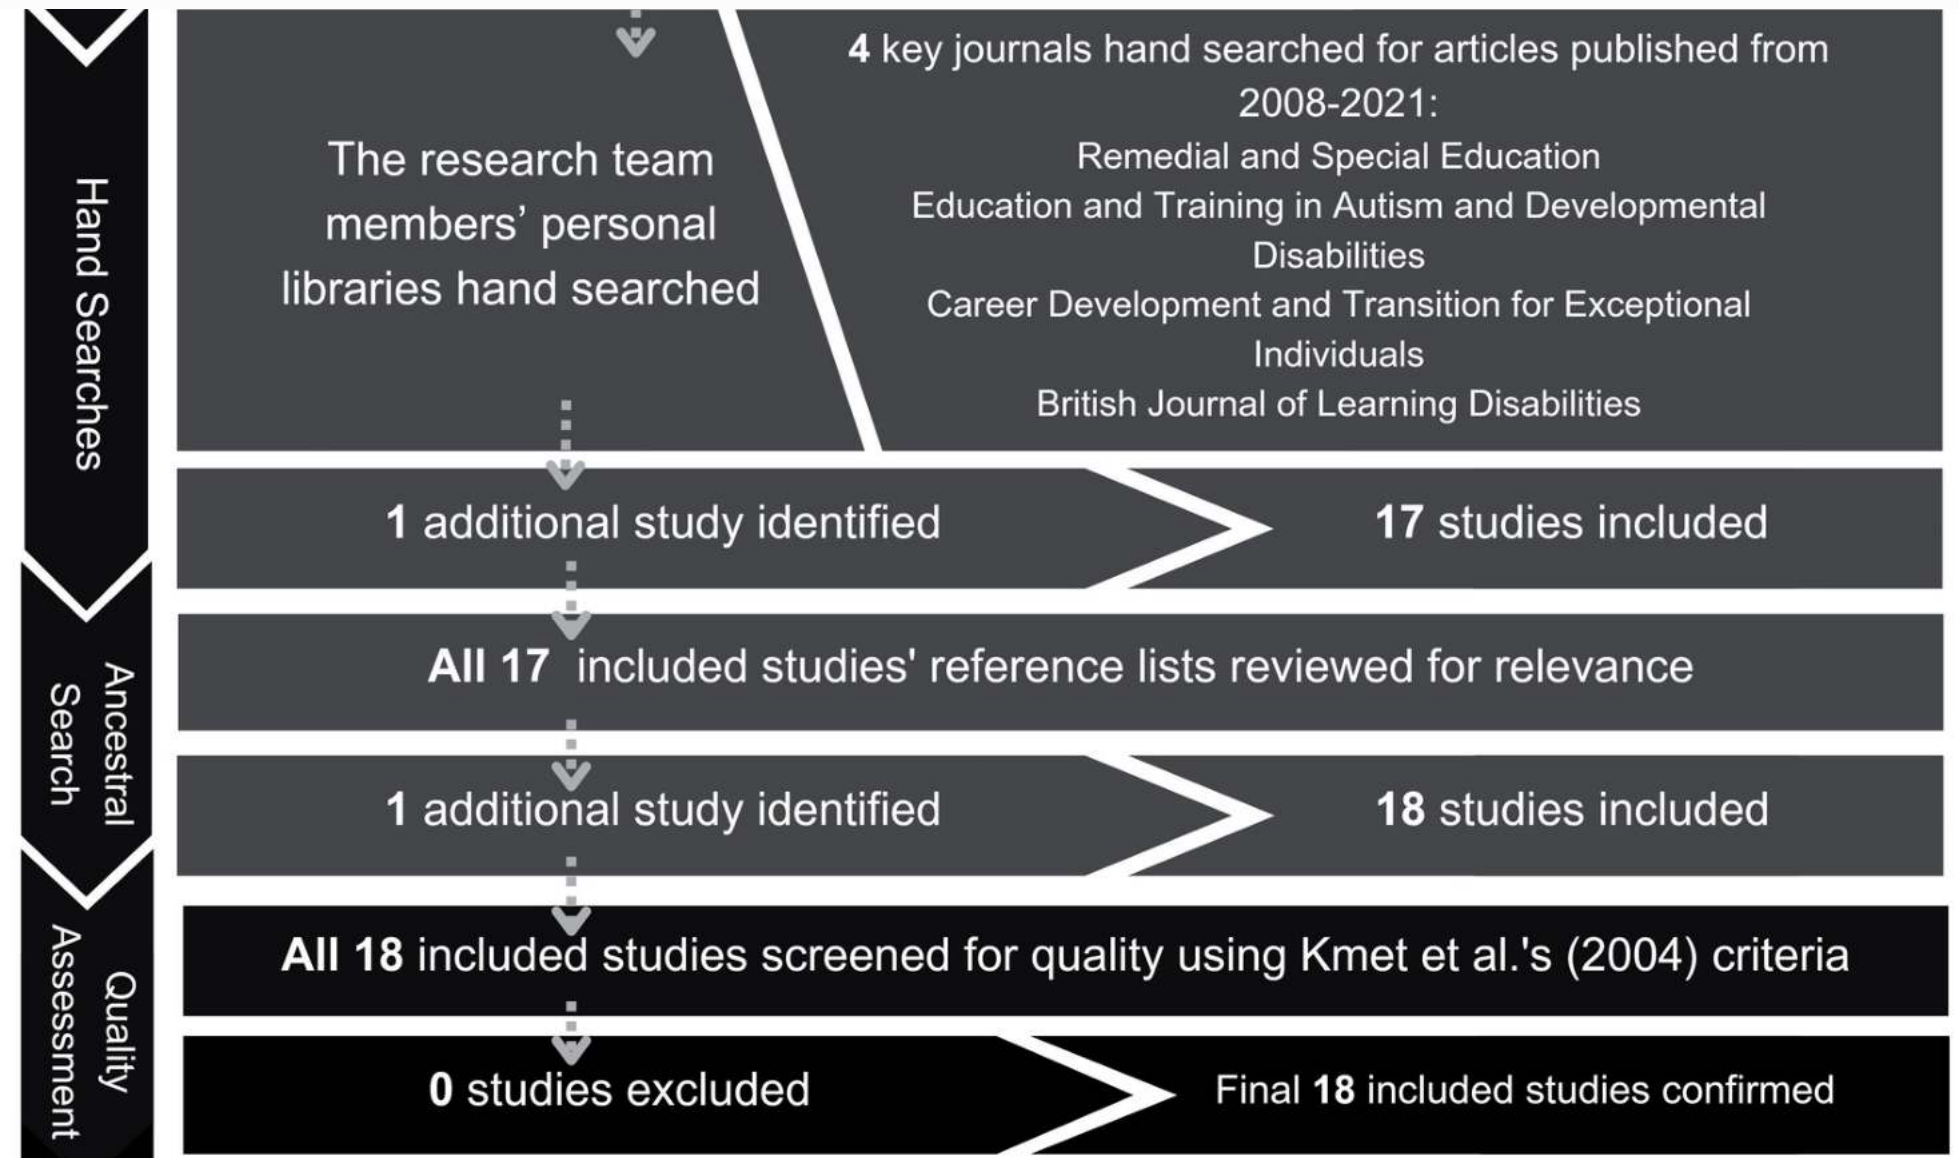 Hand Searches
The research team
members’ personal
libraries hand searched
4 key journals hand searched for articles published from
2008-2021:
Remedial and Special Education
Education and Training in Autism and Developmental
Disabilities
Career Development and Transition for Exceptional
Individuals
British Journal of Learning Disabilities
1 additional study identified
17 studies included
Ancestral
Search
All 17 included studies' reference lists reviewed for relevance
1 additional study identified
18 studies included
Quality
Assessment
All 18 included studies screened for quality using Kmet et al.'s (2004) criteria
0 studies excluded
Final 18 included studies confirmed